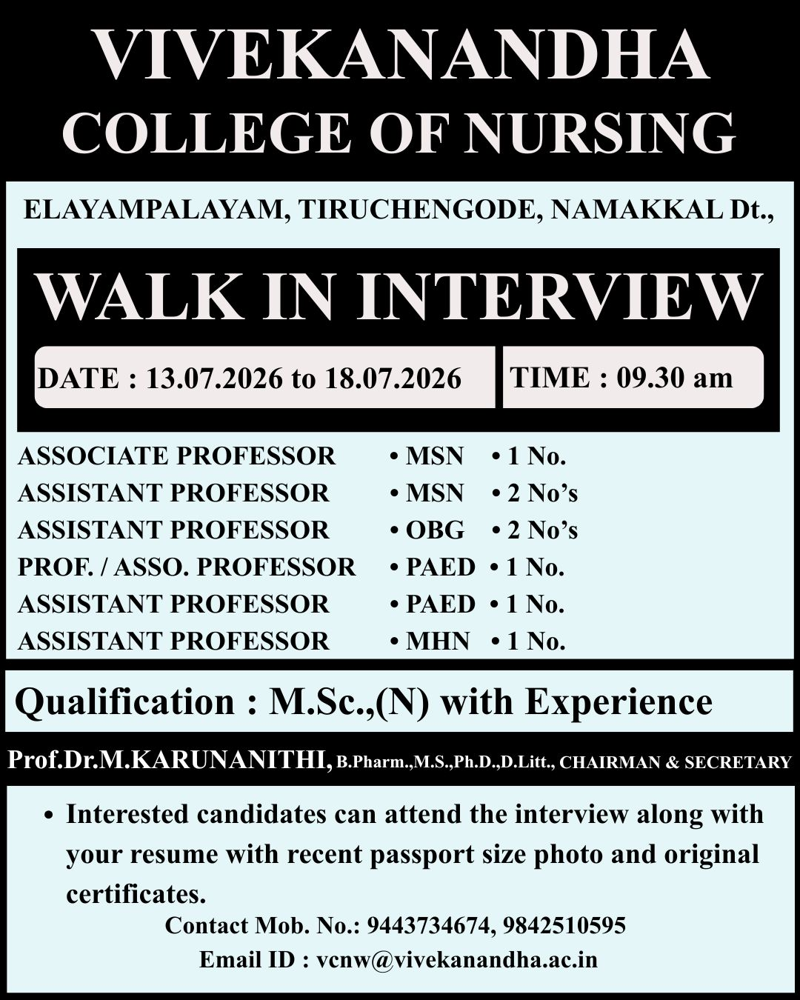 VIVEKANANDHA
COLLEGE OF NURSING
ELAYAMPALAYAM, TIRUCHENGODE, NAMAKKAL Dt.,
WALK IN INTERVIEW
DATE : 13.07.2026 to 18.07.2026 TIME : 09.30 am
ASSOCIATE PROFESSOR • MSN • 1 No.
ASSISTANT PROFESSOR • MSN • 2 No’s
ASSISTANT PROFESSOR • OBG • 2 No’s
PROF. / ASSO. PROFESSOR • PAED • 1 No.
ASSISTANT PROFESSOR • PAED • 1 No.
ASSISTANT PROFESSOR • MHN • 1 No.
Qualification : M.Sc.,(N) with Experience
Prof.Dr.M.KARUNANITHI, B.Pharm.,M.S.,Ph.D.,D.Litt., CHAIRMAN & SECRETARY
• Interested candidates can attend the interview along with
your resume with recent passport size photo and original
certificates.
Contact Mob. No.: 9443734674, 9842510595
Email ID : vcnw@vivekanandha.ac.in